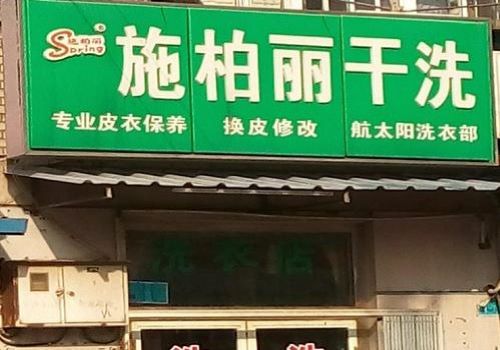 施柏丽
Spring
施柏丽干洗
专业皮衣保养 换皮修改 航太阳洗衣部
洗衣店